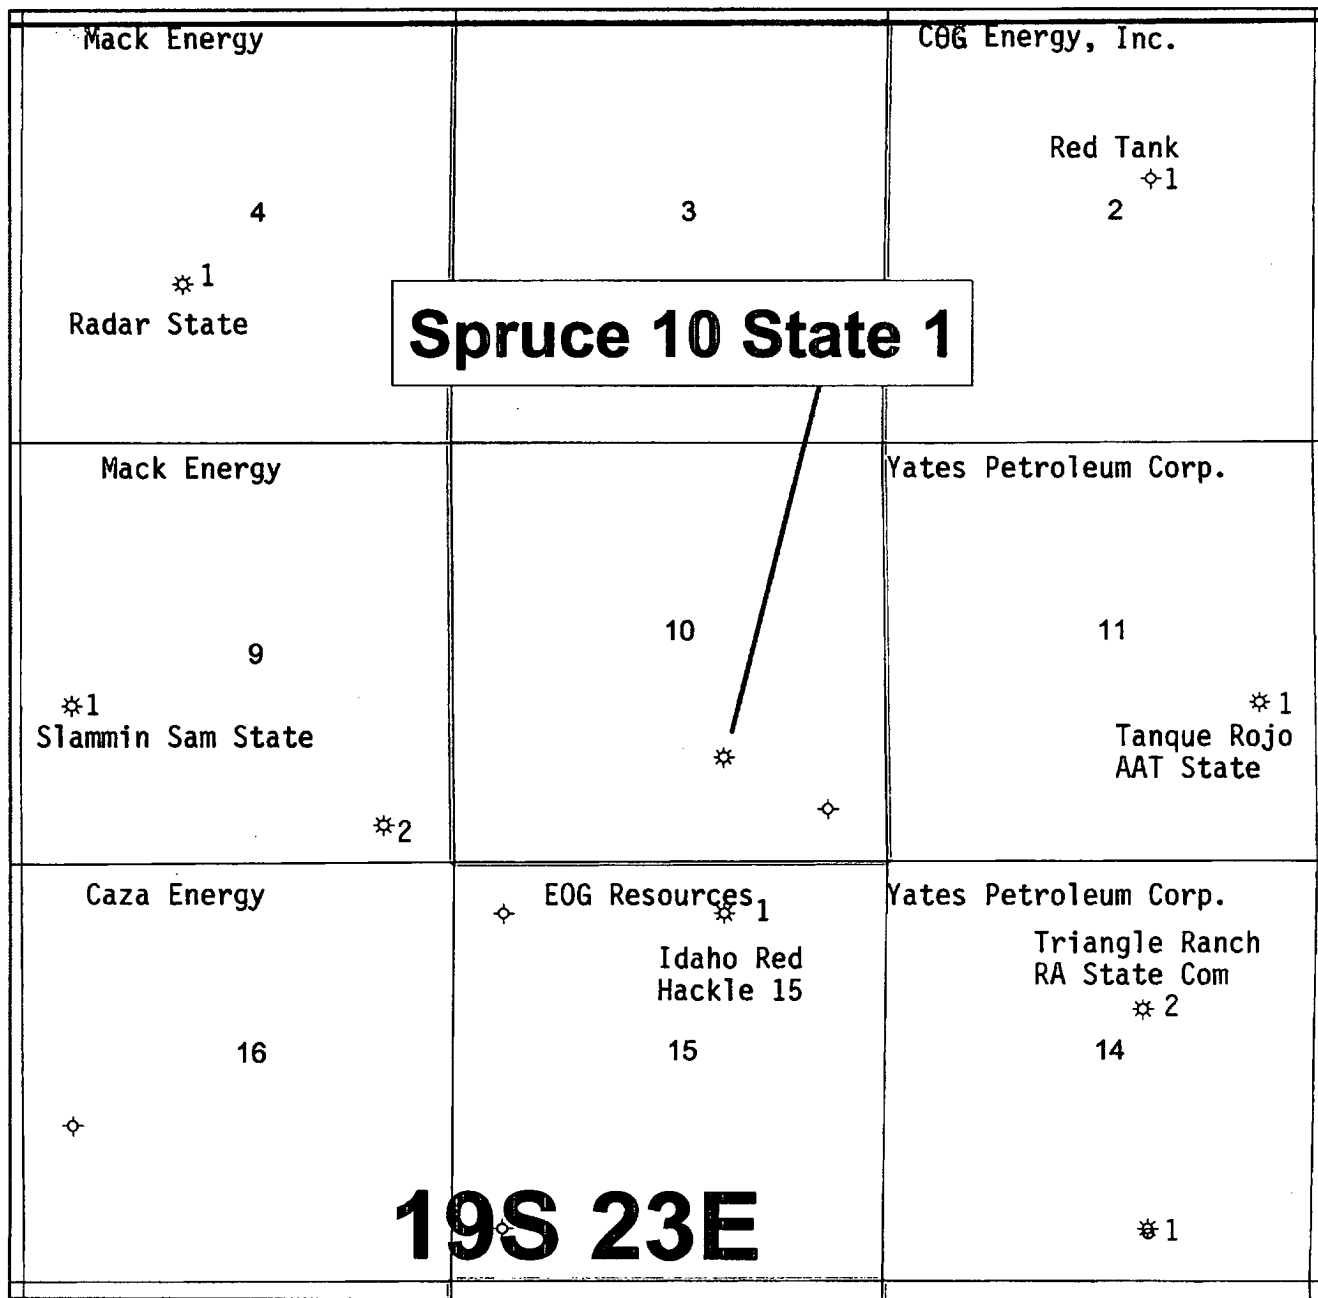 Mack Energy
COG Energy, Inc.
Red Tank
1
4
3
2
1
Radar State
Spruce 10 State 1
Mack Energy
Yates Petroleum Corp.
10
11
9
1
Slammin Sam State
1
Tanque Rojo
AAT State
2
Caza Energy
EOG Resources
1
Yates Petroleum Corp.
Idaho Red
Hackle 15
Triangle Ranch
RA State Com
2
16
15
14
19S 23E
1